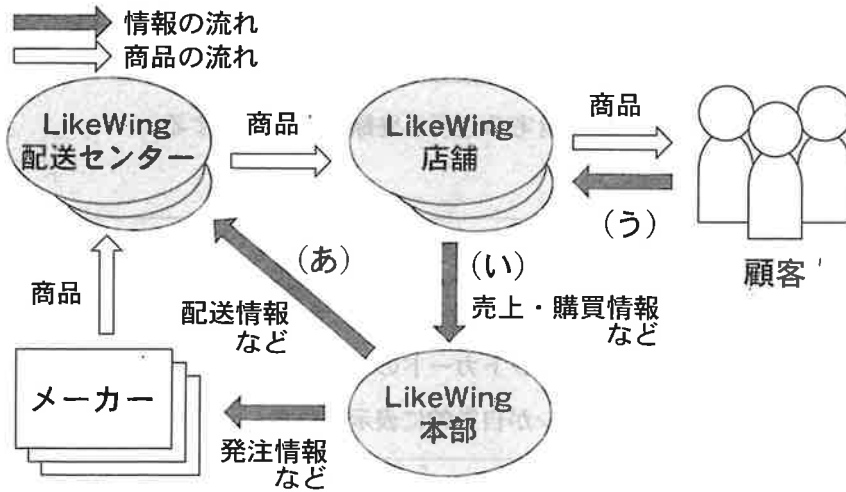 情報の流れ
商品の流れ
LikeWing
配送センター
商品
LikeWing
店舗
商品
(う)
顧客
商品
(あ)
配送情報
など
(い)
売上・購買情報
など
メーカー
発注情報
など
LikeWing
本部